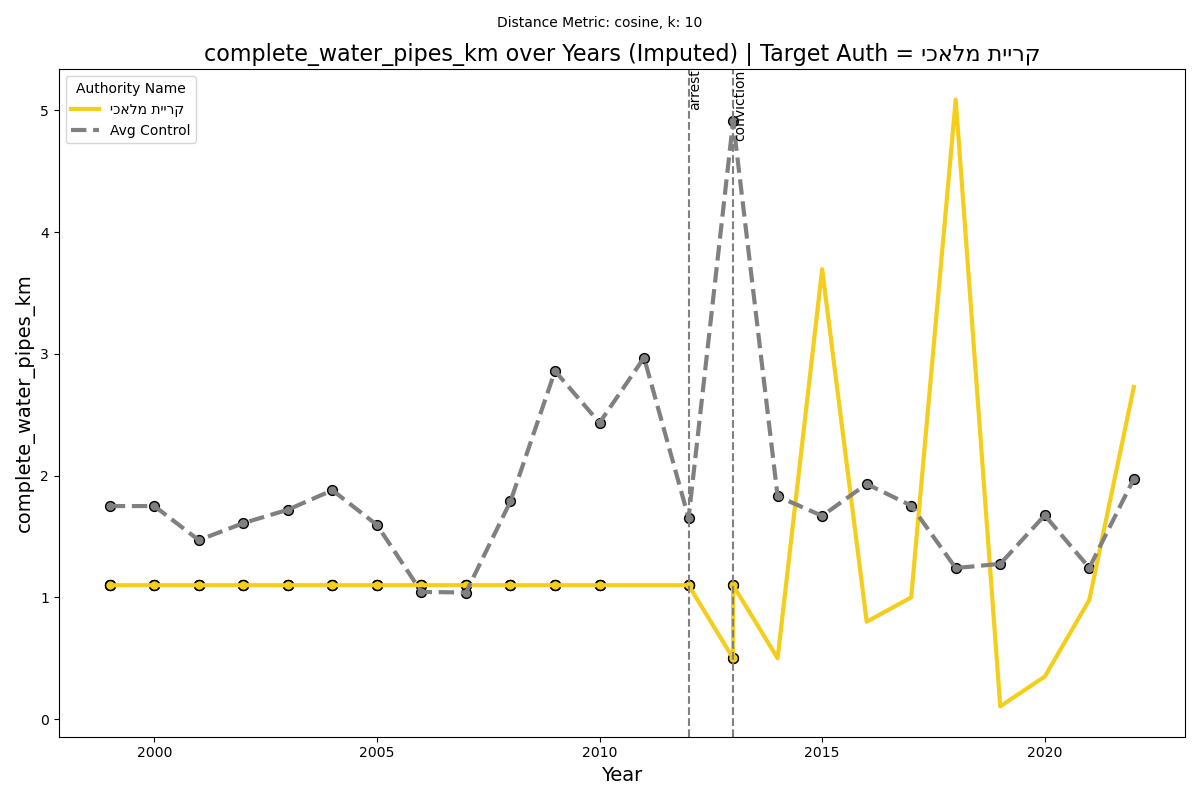 Distance Metric: cosine, k: 10
complete_water_pipes_km over Years (Imputed) | Target Auth = קריית מלאכי
Authority Name
קריית מלאכי
Avg Control
arrest
conviction
complete_water_pipes_km
5
4
3
2
1
0
2000
2005
2010
2015
2020
Year